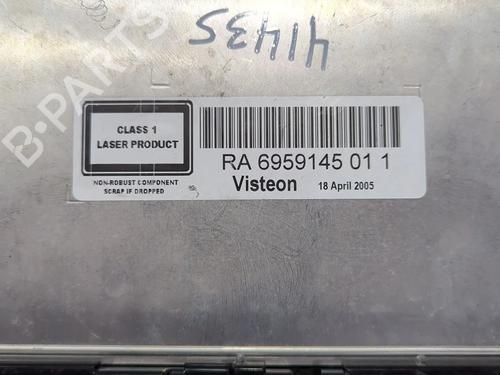 41435
B-PARTS
CLASS 1
LASER PRODUCT
NON-ROBUST COMPONENT
SCRAP IF DROPPED
RA 6959145 01 1
Visteon 18 April 2005